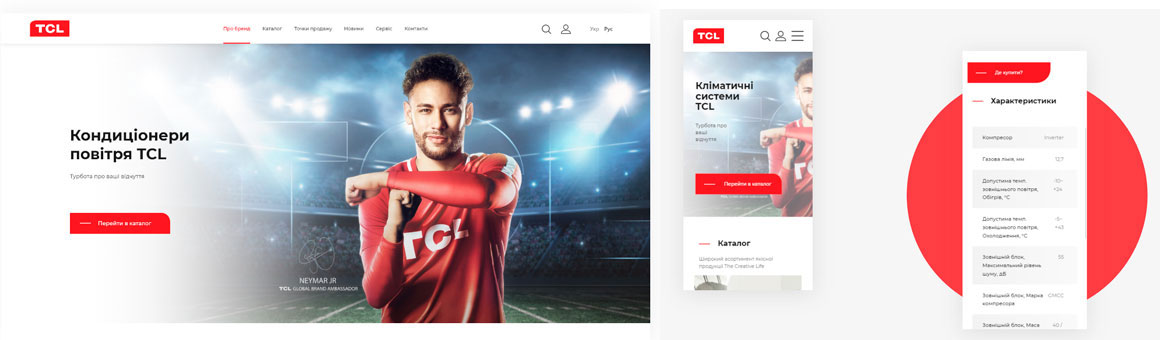 TCL
Про бренд Каталог Точки продажу Новини Сервіс Контакти
Укр Рус
Кондиціонери
повітря TCL
Турбота про ваші відчуття
Перейти в каталог
TCL
NEYMAR JR
TCL GLOBAL BRAND AMBASSADOR
TCL
Кліматичні
системи
TCL
Турбота про
ваші
відчуття
Перейти в каталог
Каталог
Широкий асортимент якісної
продукції The Creative Life
Де купити?
Характеристики
Компресор Inverter
Газова лінія, мм 12,7
Допустима темп.
зовнішнього повітря,
Обігрів, °С
-10~
+24
Допустима темп.
зовнішнього повітря,
Охолодження, °С
-5~
+43
Зовнішній блок,
Максимальний рівень
шуму, дБ
55
Зовнішній блок, Марка
компресора
GMCC
Зовнішній блок, Маса